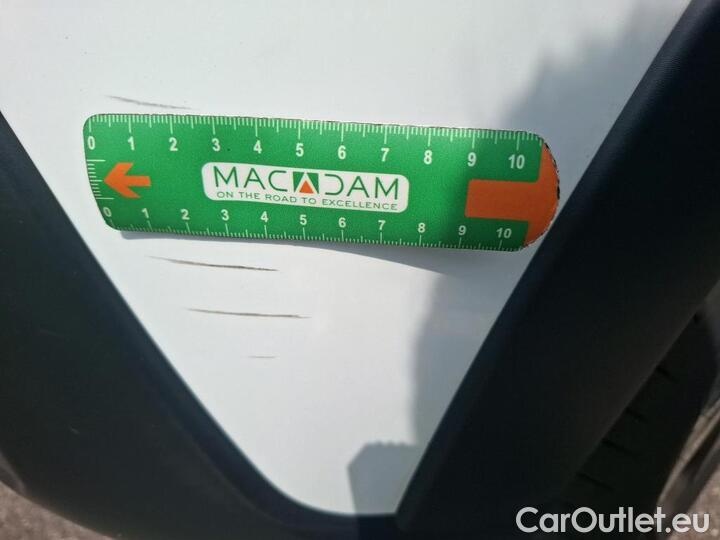 0 1 2 3 4 5 6 7 8 9 10
MACADAM
ON THE ROAD TO EXCELLENCE
0 1 2 3 4 5 6 7 8 9 10
CarOutlet.eu